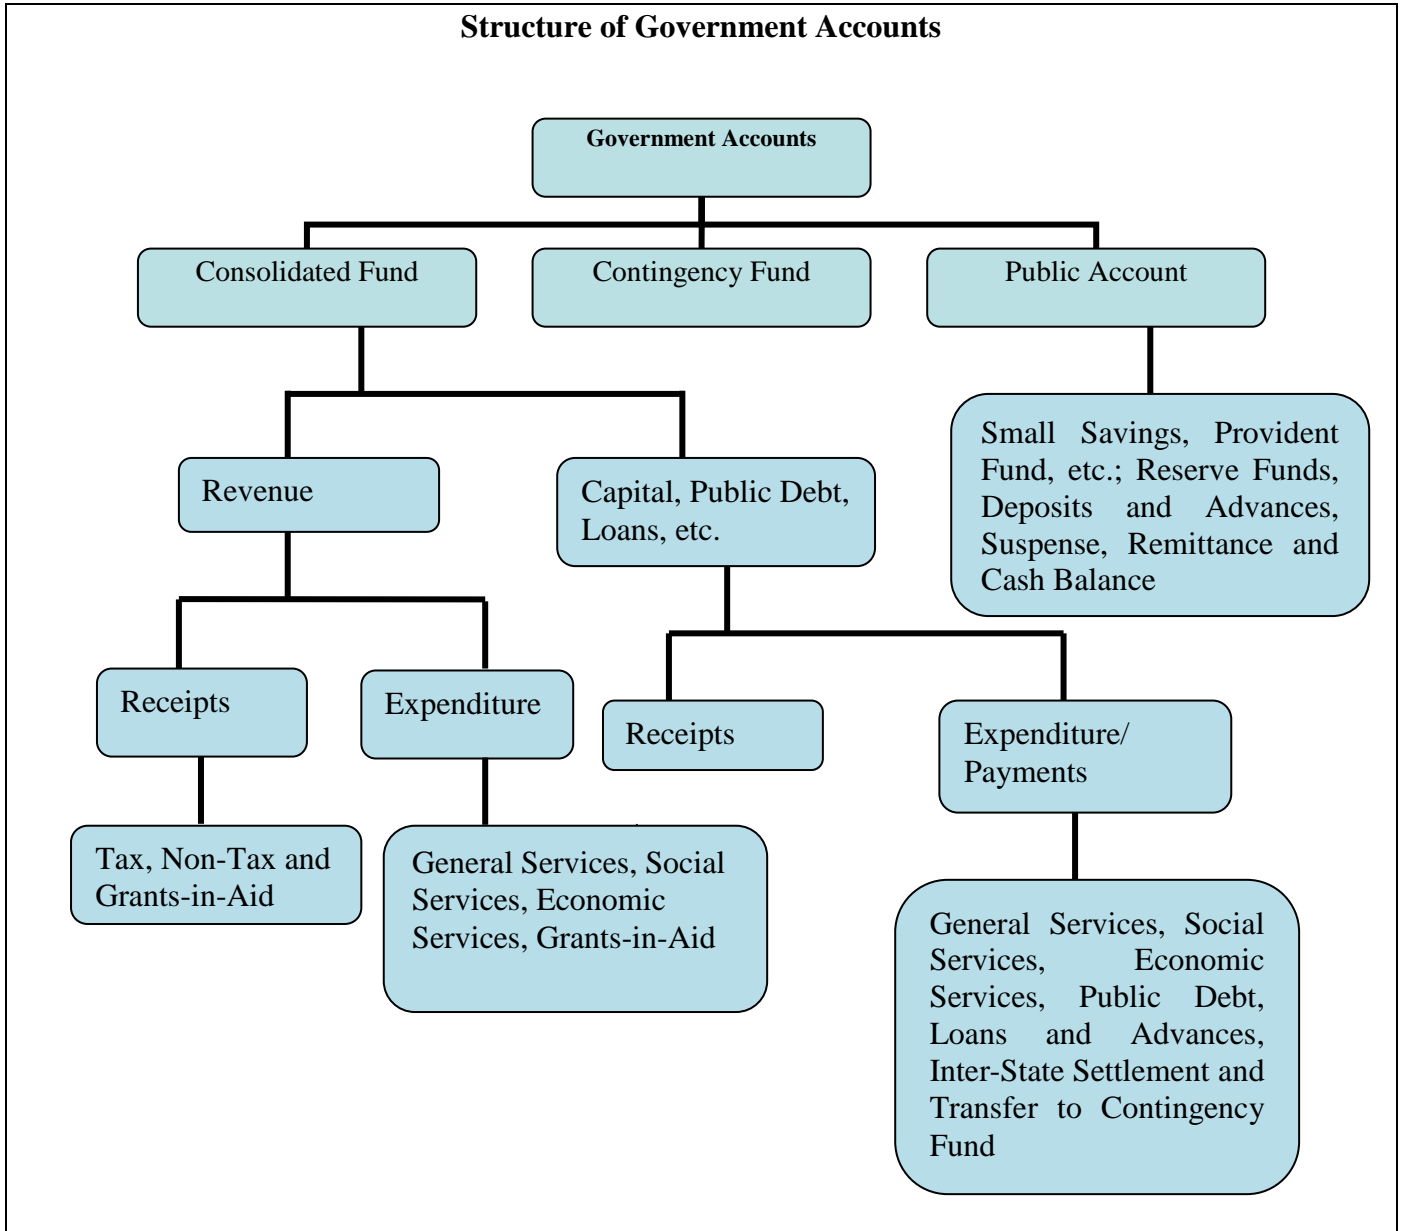 Structure of Government Accounts
Government Accounts
Consolidated Fund
Contingency Fund
Public Account
Small Savings, Provident
Fund, etc.; Reserve Funds,
Deposits and Advances,
Suspense, Remittance and
Cash Balance
Revenue
Capital, Public Debt,
Loans, etc.
Receipts
Expenditure
Receipts
Expenditure/
Payments
Tax, Non-Tax and
Grants-in-Aid
General Services, Social
Services, Economic
Services, Grants-in-Aid
General Services, Social
Services, Economic
Services, Public Debt,
Loans and Advances,
Inter-State Settlement and
Transfer to Contingency
Fund